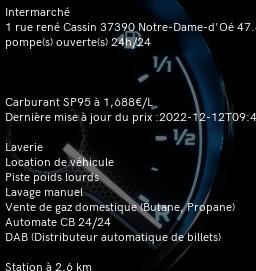 Intermarché
1 rue rené Cassin 37390 Notre-Dame-d'Oé 47.
pompe(s) ouverte(s) 24h/24
1/1
Carburant SP95 à 1,688€/L
Dernière mise à jour du prix :2022-12-12T09:4
1/2
Laverie
Location de véhicule
Piste poids lourds
Lavage manuel
Vente de gaz domestique (Butane, Propane)
Automate CB 24/24
DAB (Distributeur automatique de billets)
Station à 2.6 km